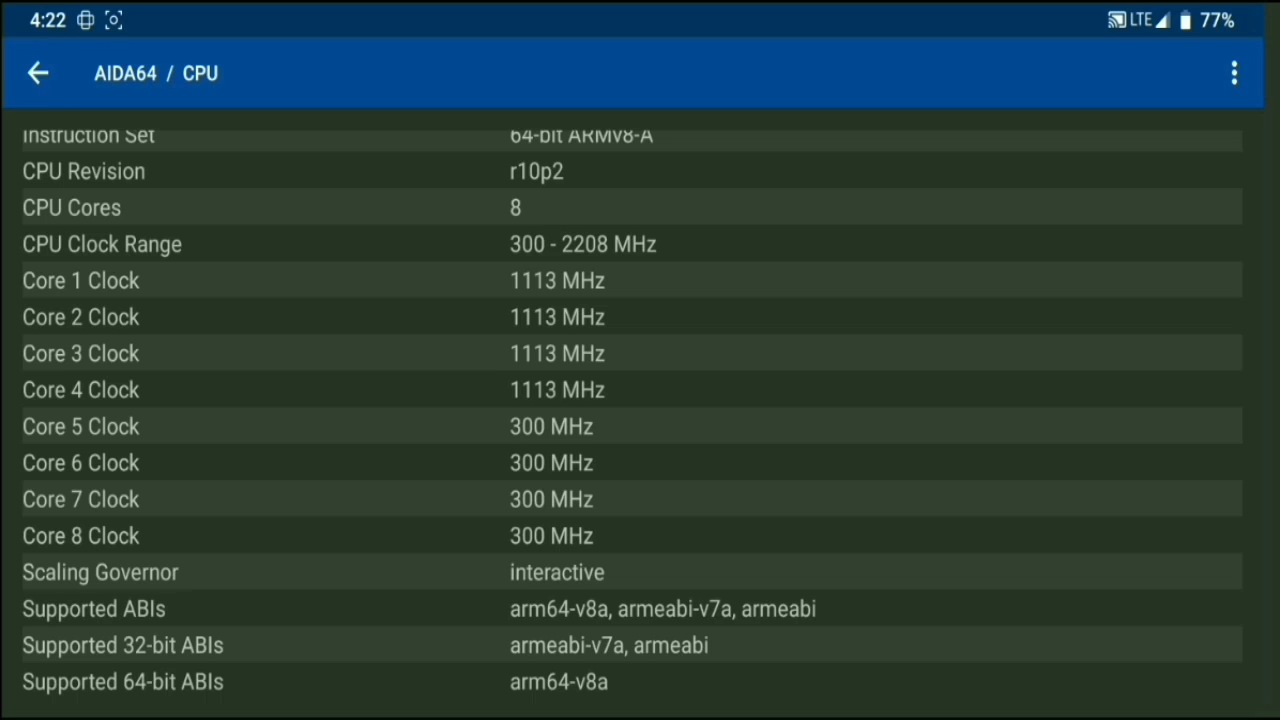 4:22 LTE 77%
AIDA64 / CPU
Instruction Set 64-bit ARMv8-A
CPU Revision r10p2
CPU Cores 8
CPU Clock Range 300 - 2208 MHz
Core 1 Clock 1113 MHz
Core 2 Clock 1113 MHz
Core 3 Clock 1113 MHz
Core 4 Clock 1113 MHz
Core 5 Clock 300 MHz
Core 6 Clock 300 MHz
Core 7 Clock 300 MHz
Core 8 Clock 300 MHz
Scaling Governor interactive
Supported ABIs arm64-v8a, armeabi-v7a, armeabi
Supported 32-bit ABIs armeabi-v7a, armeabi
Supported 64-bit ABIs arm64-v8a